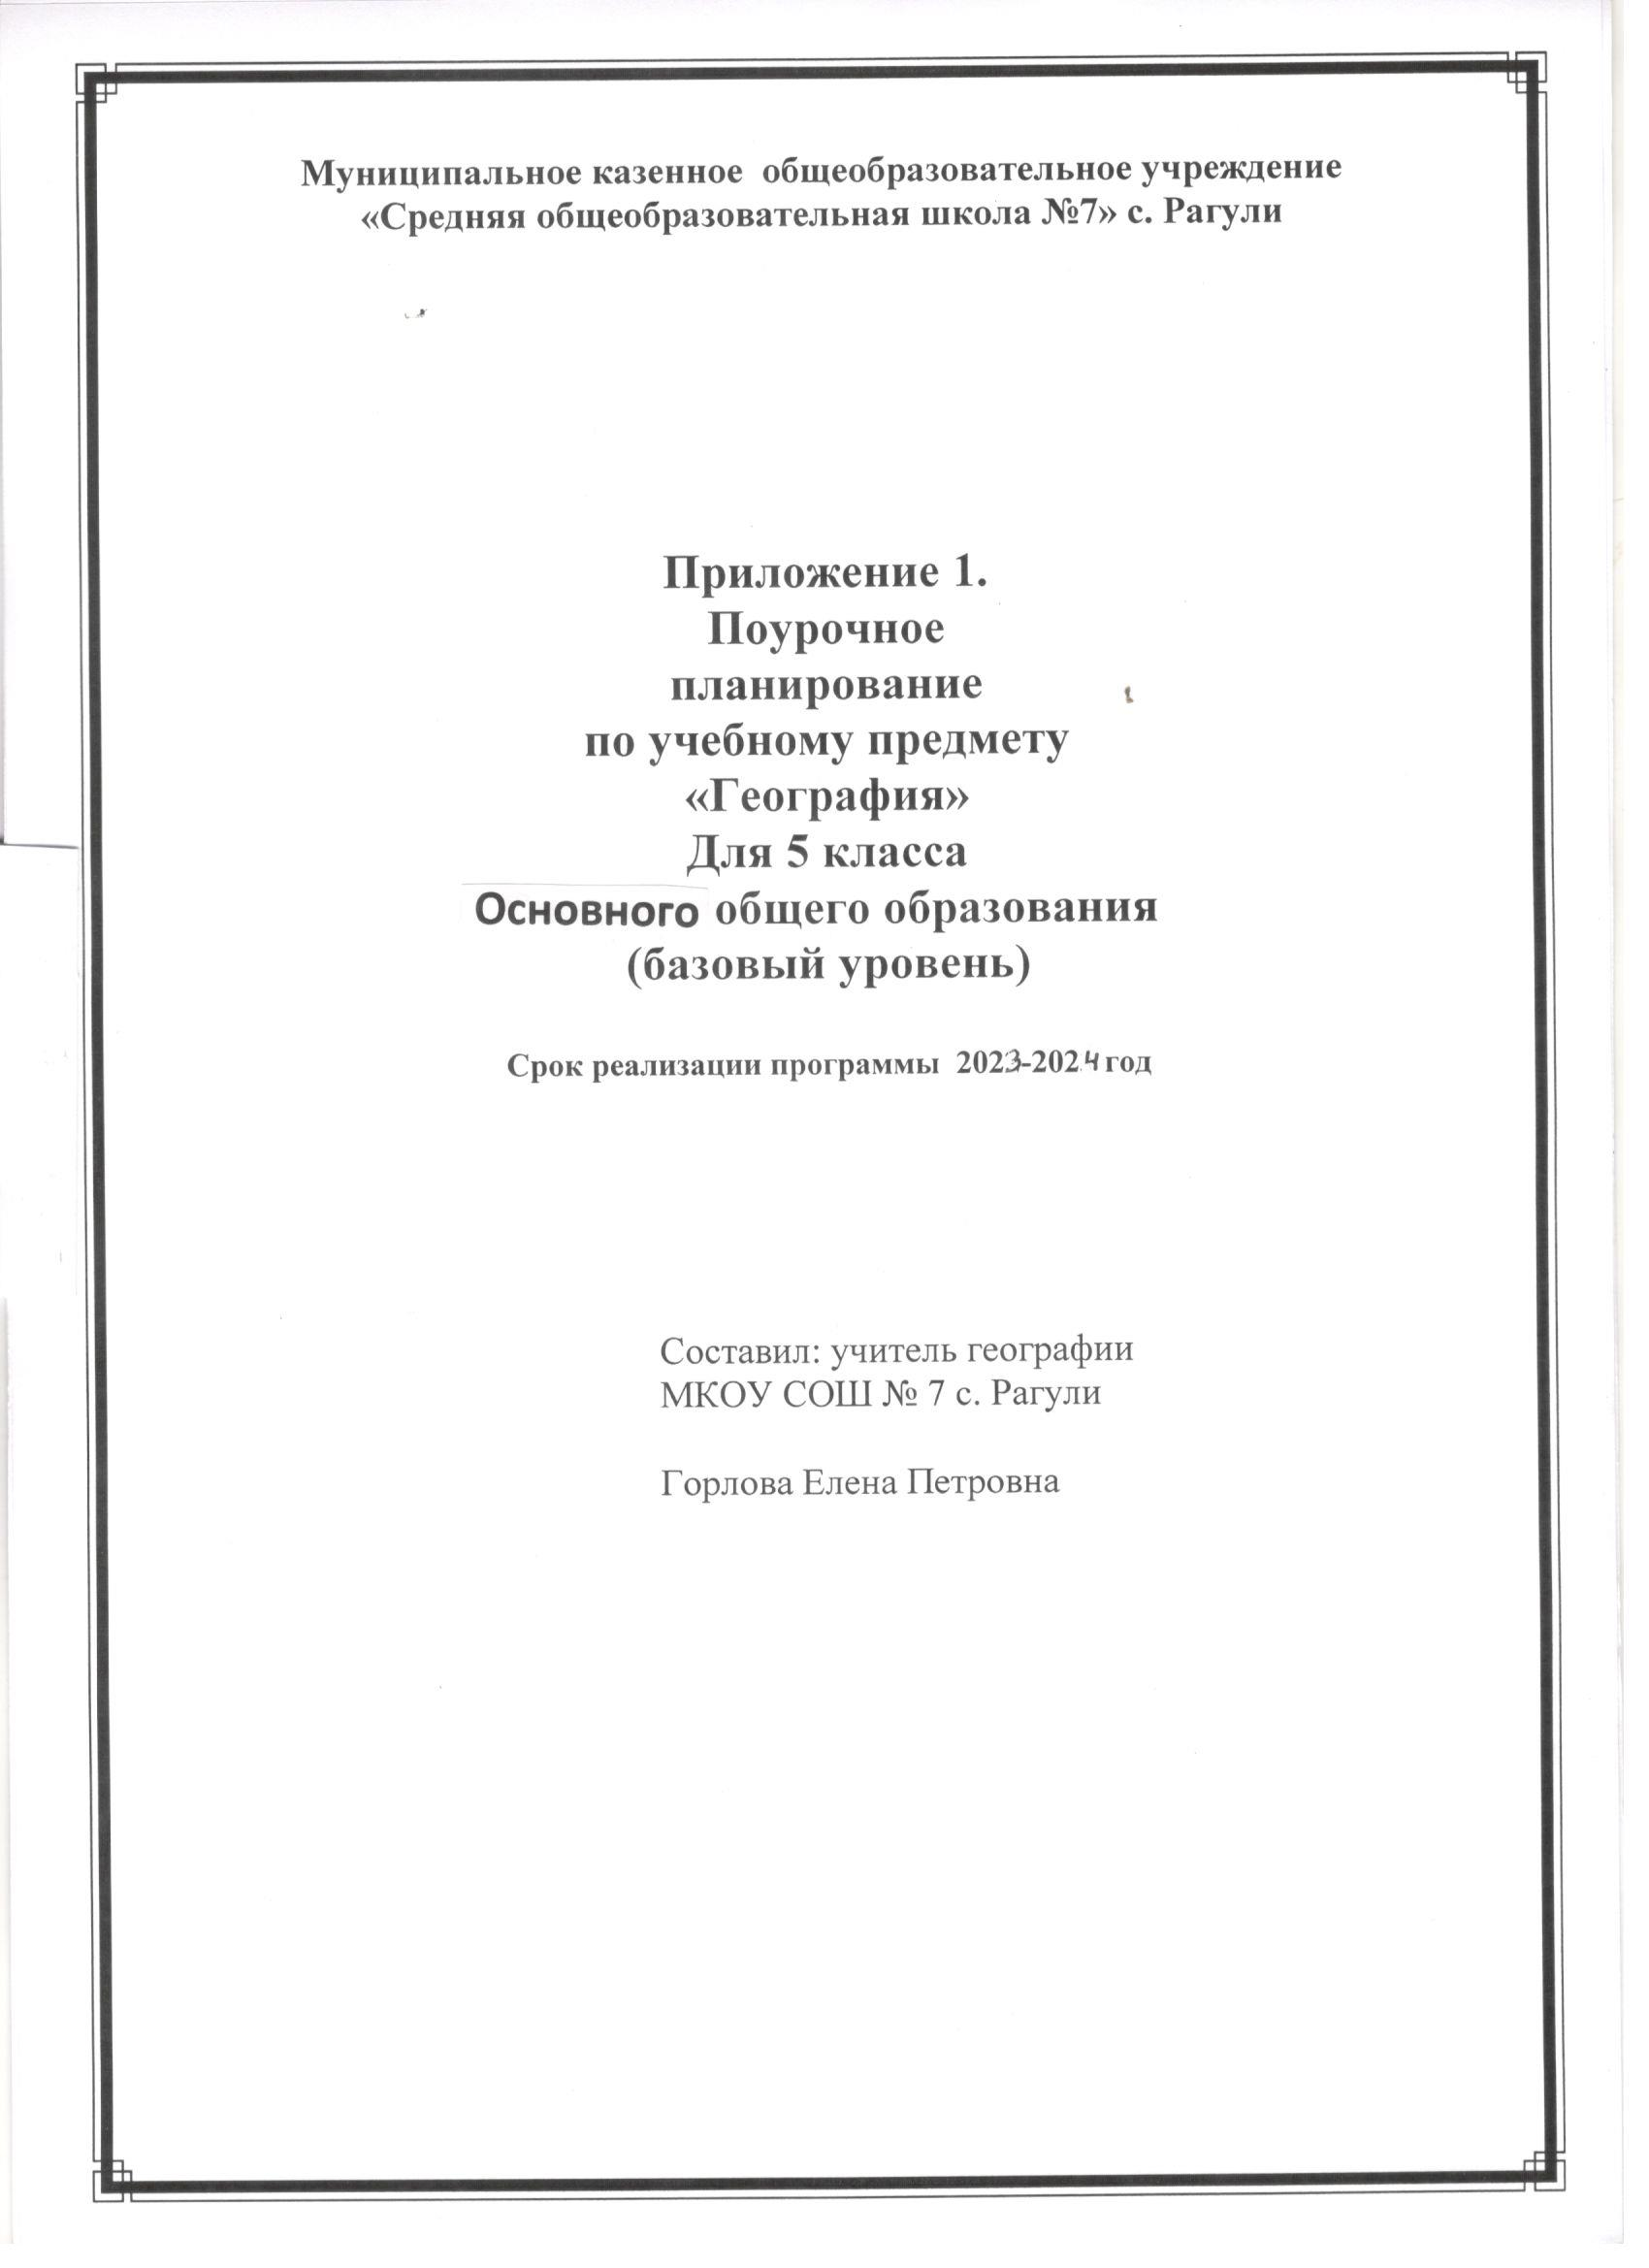 Муниципальное казенное общеобразовательное учреждение
«Средняя общеобразовательная школа №7» с. Рагули
Приложение 1.
Поурочное
планирование
по учебному предмету
«География»
Для 5 класса
Основного общего образования
(базовый уровень)
Срок реализации программы 2023-2024 год
Составил: учитель географии
МКОУ СОШ № 7 с. Рагули
Горлова Елена Петровна